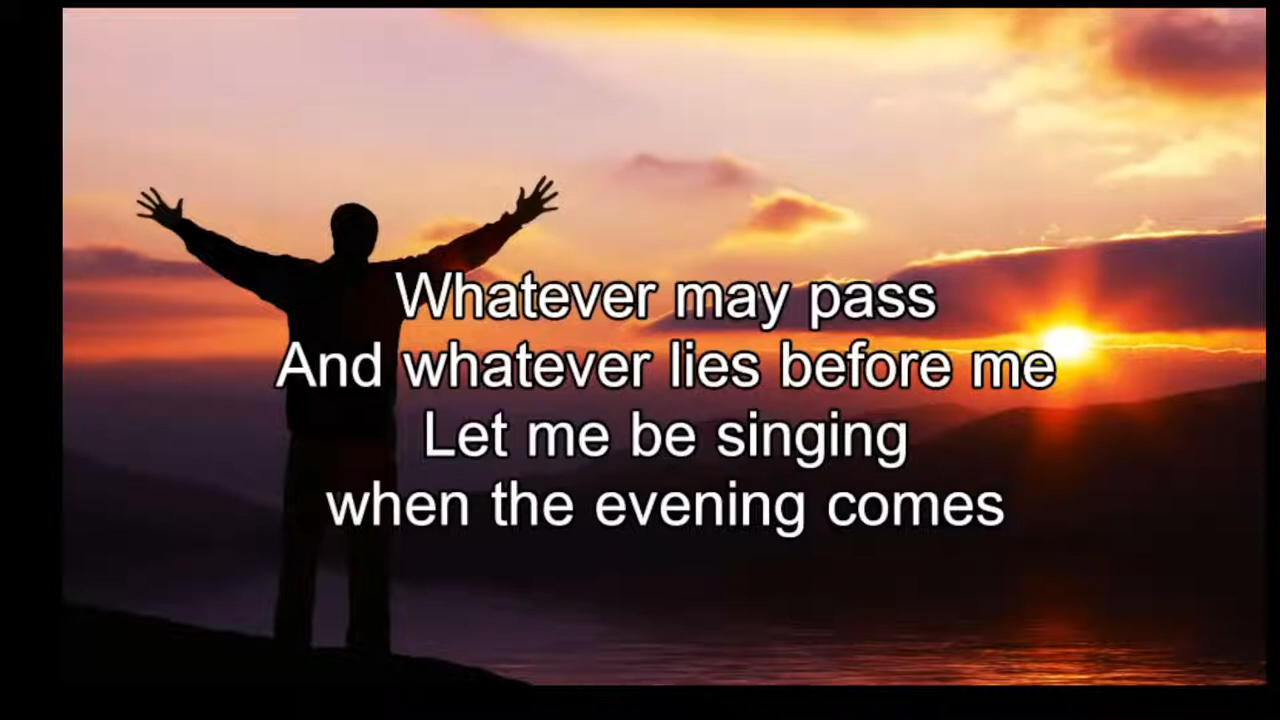 Whatever may pass
And whatever lies before me
Let me be singing
when the evening comes